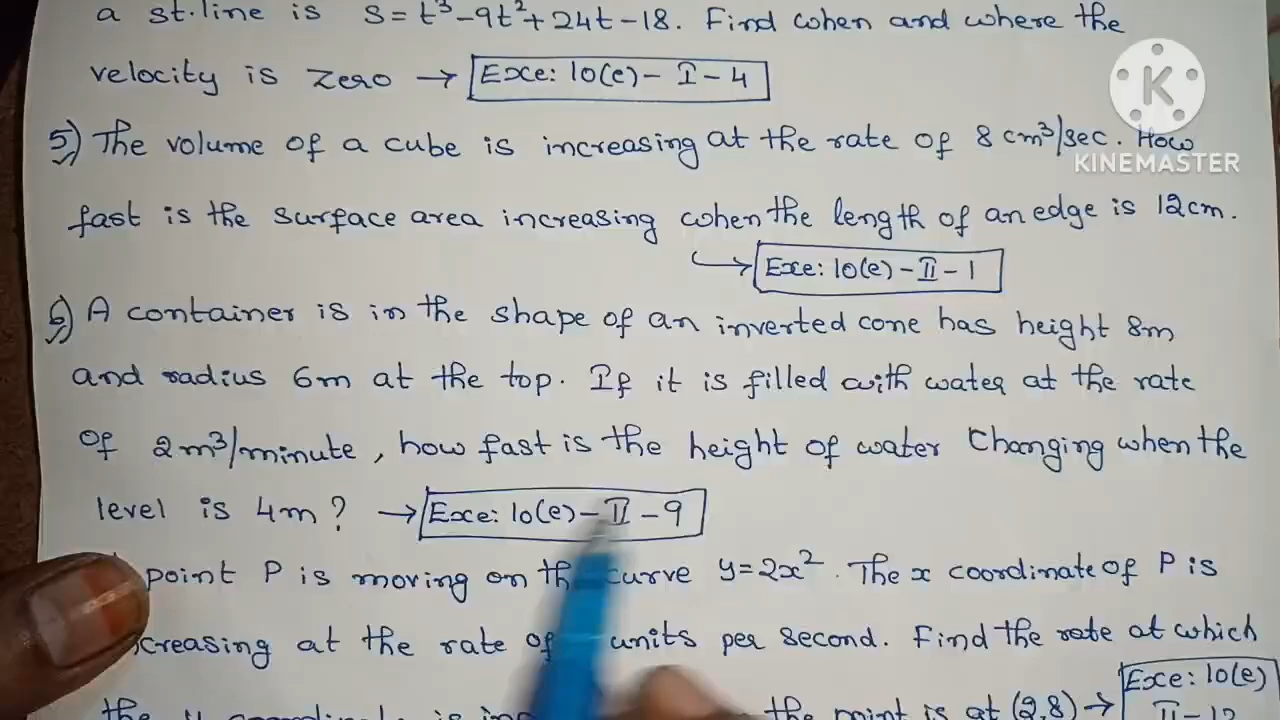 a st.line is s = t³-9t²+24t-18. Find when and where the
velocity is zero → Exe: 10(e) - I - 4
K
KINEMASTER
5) The volume of a cube is increasing at the rate of 8 cm³/sec. How
fast is the surface area increasing when the length of an edge is 12cm.
→ Exe: 10(e) - II - 1
6) A container is in the shape of an inverted cone has height 8m
and radius 6m at the top. If it is filled with water at the rate
of 2m³/minute, how fast is the height of water changing when the
level is 4m? → Exe: 10(e) - II - 9
point P is moving on the curve y=2x². The x coordinate of P is
creasing at the rate of units per second. Find the rate at which
the y coordinate is inc the point is at (2,8) → Exe: 10(e)
II - 12